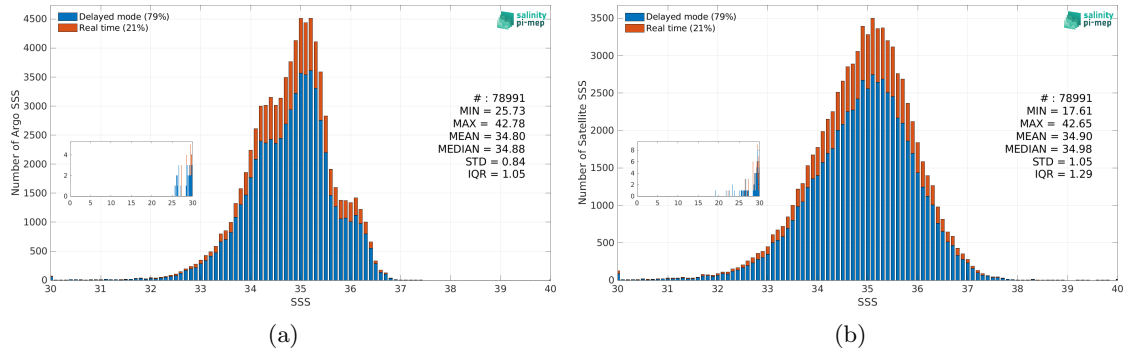 Delayed mode (79%)
Real time (21%)
salinity
pi-mep
Number of Argo SSS
4500
4000
3500
3000
2500
2000
1500
1000
500
0
# : 78991
MIN = 25.73
MAX = 42.78
MEAN = 34.80
MEDIAN = 34.88
STD = 0.84
IQR = 1.05
4
2
0
5 10 15 20 25 30
30 31 32 33 34 35 36 37 38 39 40
SSS
(a)
Delayed mode (79%)
Real time (21%)
salinity
pi-mep
Number of Satellite SSS
3500
3000
2500
2000
1500
1000
500
0
# : 78991
MIN = 17.61
MAX = 42.65
MEAN = 34.90
MEDIAN = 34.98
STD = 1.05
IQR = 1.29
8
6
4
2
0
0 5 10 15 20 25 30
30 31 32 33 34 35 36 37 38 39 40
SSS
(b)